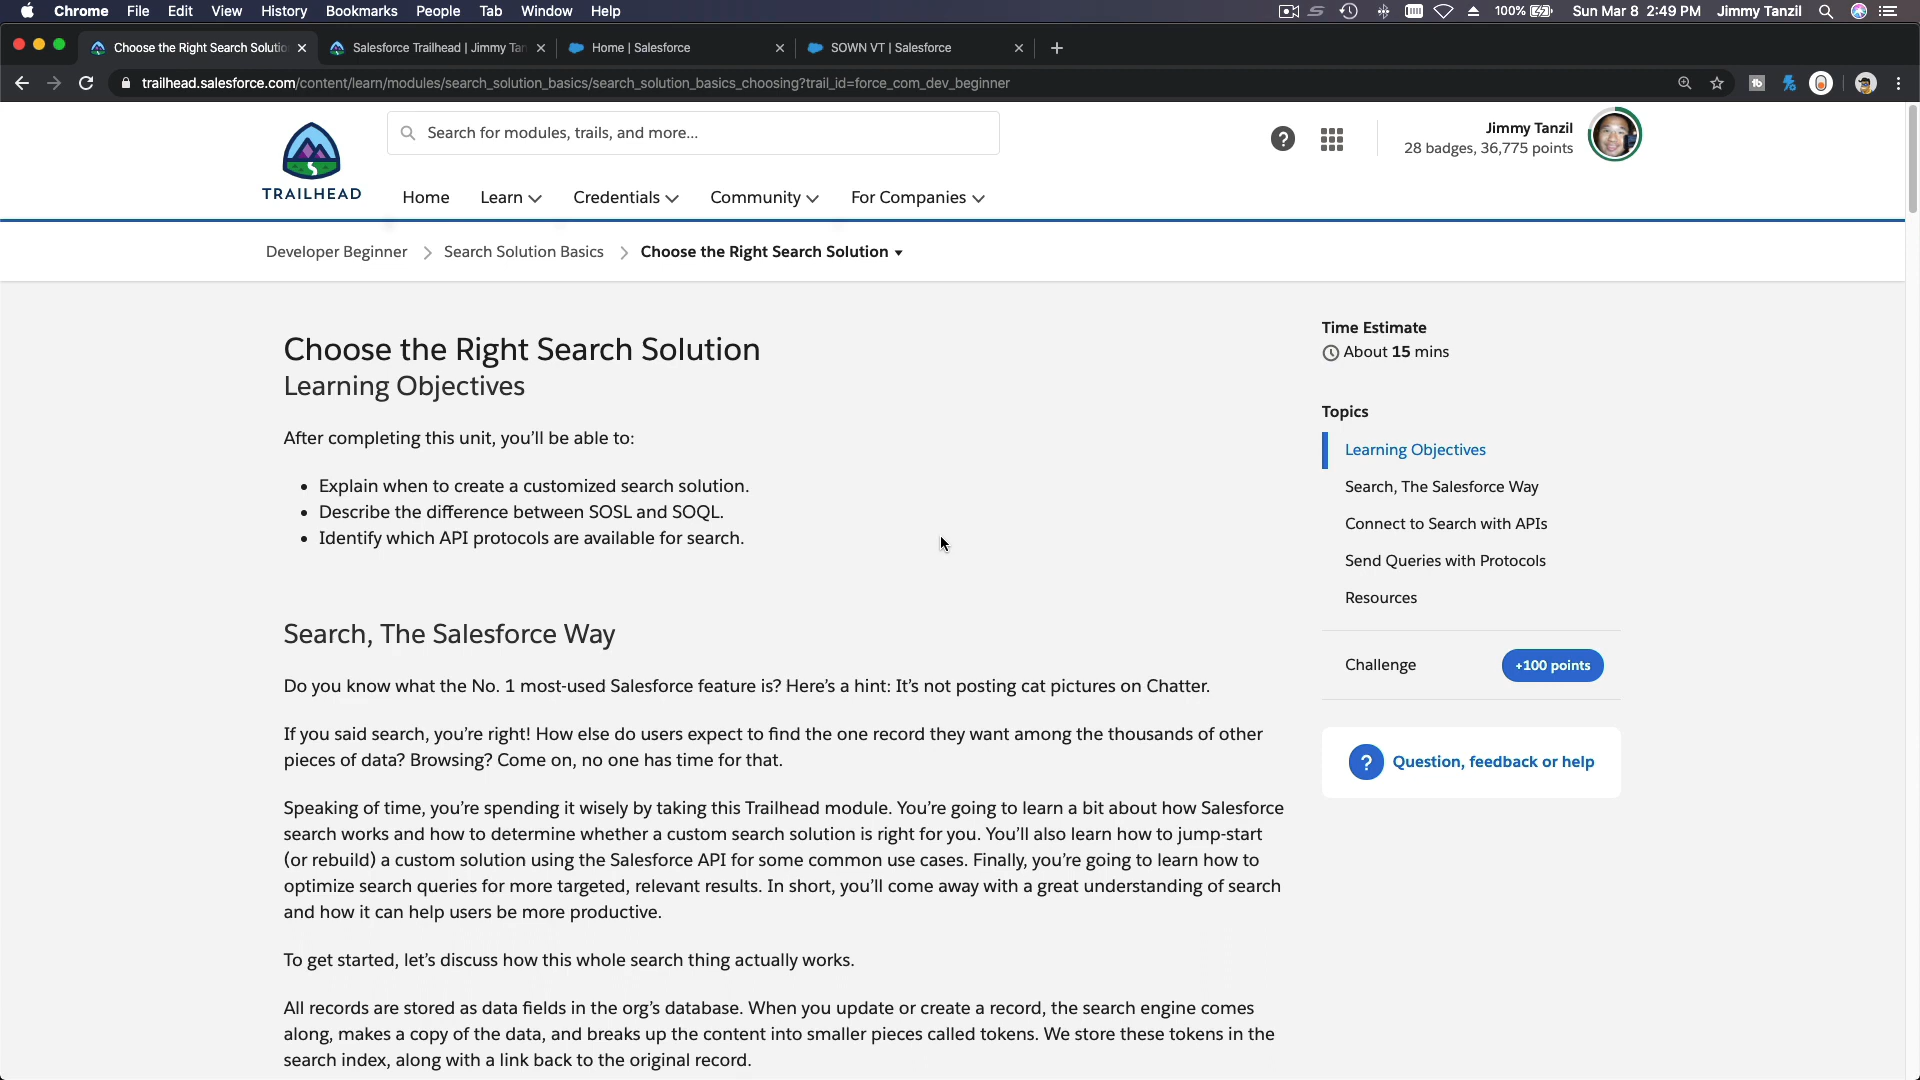 Chrome File Edit View History Bookmarks People Tab Window Help 100% Sun Mar 8 2:49 PM Jimmy Tanzil
Choose the Right Search Solutio Salesforce Trailhead | Jimmy Tan Home | Salesforce SOWN VT | Salesforce
trailhead.salesforce.com/content/learn/modules/search_solution_basics/search_solution_basics_choosing?trail_id=force_com_dev_beginner
TRAILHEAD
Search for modules, trails, and more...
Jimmy Tanzil
28 badges, 36,775 points
Home Learn Credentials Community For Companies
Developer Beginner Search Solution Basics Choose the Right Search Solution
Choose the Right Search Solution
Learning Objectives
After completing this unit, you’ll be able to:
• Explain when to create a customized search solution.
• Describe the difference between SOSL and SOQL.
• Identify which API protocols are available for search.
Search, The Salesforce Way
Do you know what the No. 1 most-used Salesforce feature is? Here’s a hint: It’s not posting cat pictures on Chatter.
If you said search, you’re right! How else do users expect to find the one record they want among the thousands of other
pieces of data? Browsing? Come on, no one has time for that.
Speaking of time, you’re spending it wisely by taking this Trailhead module. You’re going to learn a bit about how Salesforce
search works and how to determine whether a custom search solution is right for you. You’ll also learn how to jump-start
(or rebuild) a custom solution using the Salesforce API for some common use cases. Finally, you’re going to learn how to
optimize search queries for more targeted, relevant results. In short, you’ll come away with a great understanding of search
and how it can help users be more productive.
To get started, let’s discuss how this whole search thing actually works.
All records are stored as data fields in the org’s database. When you update or create a record, the search engine comes
along, makes a copy of the data, and breaks up the content into smaller pieces called tokens. We store these tokens in the
search index, along with a link back to the original record.
Time Estimate
About 15 mins
Topics
Learning Objectives
Search, The Salesforce Way
Connect to Search with APIs
Send Queries with Protocols
Resources
Challenge +100 points
? Question, feedback or help